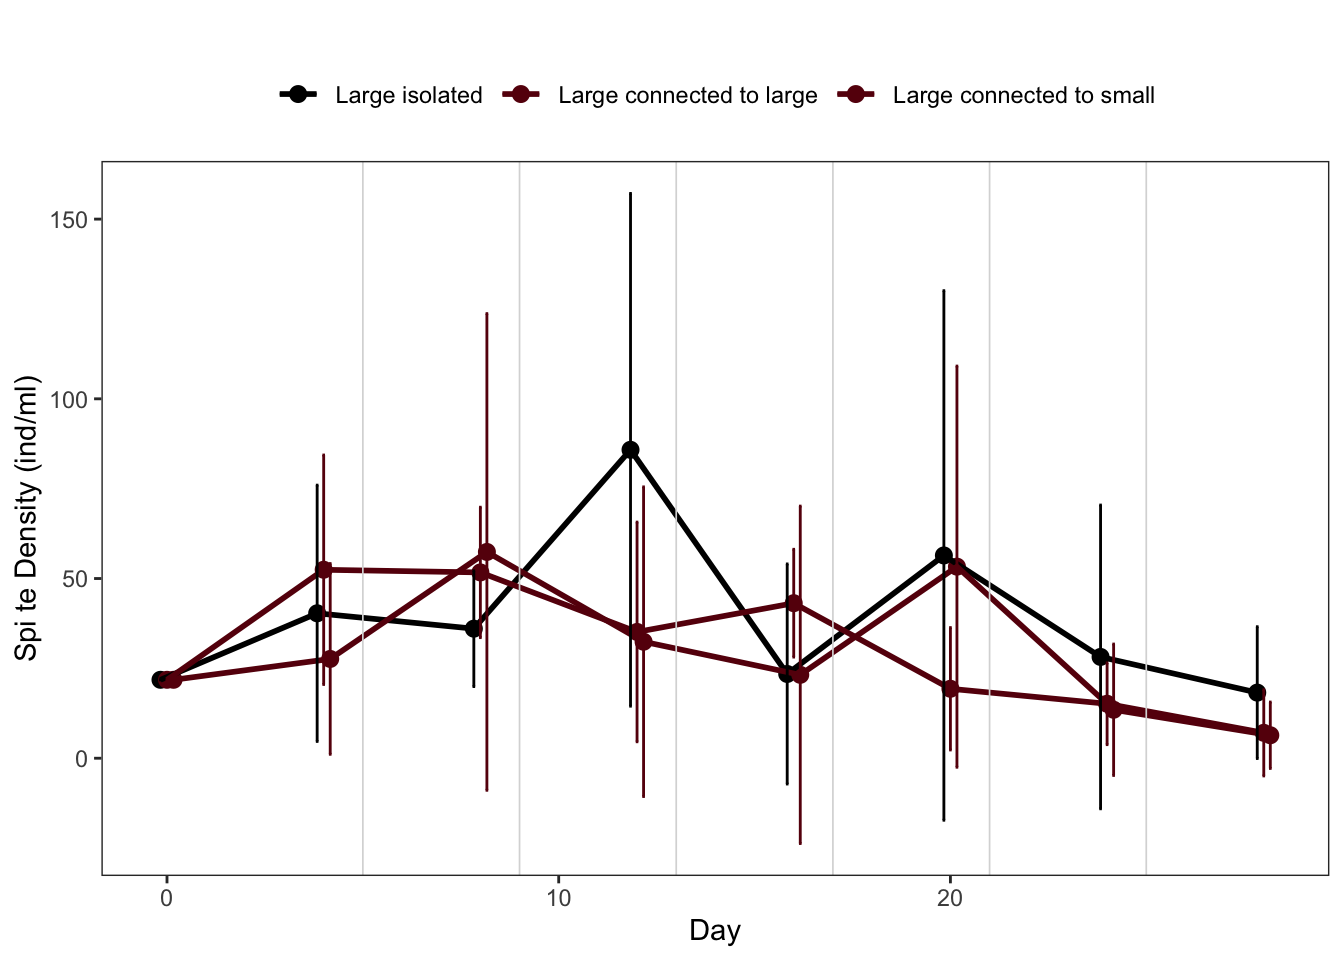 Large isolated Large connected to large Large connected to small
150
100
50
0
Spi te Density (ind/ml)
0 10 20
Day